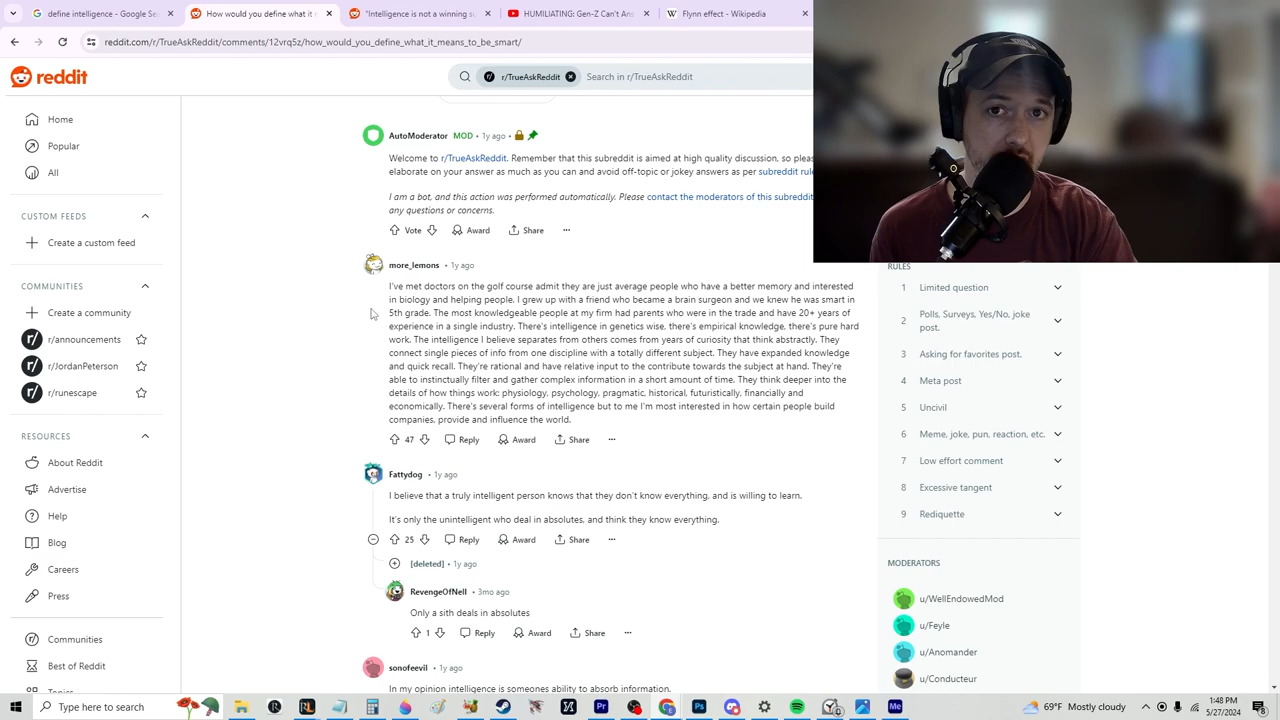 define intelligence - Google Se
How would you define what it r
"Intelligence is not a winning s
HUMILIATING: Gen-Z Can't Ans
Flynn effect - Wikipedia
reddit.com/r/TrueAskReddit/comments/12vrq5z/how_would_you_define_what_it_means_to_be_smart/
reddit
r/TrueAskReddit
Search in r/TrueAskReddit
Home
Popular
All
CUSTOM FEEDS
Create a custom feed
COMMUNITIES
Create a community
r/announcements
r/JordanPeterson
r/runescape
RESOURCES
About Reddit
Advertise
Help
Blog
Careers
Press
Communities
Best of Reddit
Topics
AutoModerator MOD • 1y ago •
Welcome to r/TrueAskReddit. Remember that this subreddit is aimed at high quality discussion, so pleas
elaborate on your answer as much as you can and avoid off-topic or jokey answers as per subreddit rule
I am a bot, and this action was performed automatically. Please contact the moderators of this subreddit
any questions or concerns.
Vote Award Share ...
more_lemons • 1y ago
I've met doctors on the golf course admit they are just average people who have a better memory and interested
in biology and helping people. I grew up with a friend who became a brain surgeon and we knew he was smart in
5th grade. The most knowledgeable people at my firm had parents who were in the trade and have 20+ years of
experience in a single industry. There's intelligence in genetics wise, there's empirical knowledge, there's pure hard
work. The intelligence I believe separates from others comes from years of curiosity that think abstractly. They
connect single pieces of info from one discipline with a totally different subject. They have expanded knowledge
and quick recall. They're rational and have relative input to the contribute towards the subject at hand. They're
able to instinctually filter and gather complex information in a short amount of time. They think deeper into the
details of how things work: physiology, psychology, pragmatic, historical, futuristically, financially and
economically. There's several forms of intelligence but to me I'm most interested in how certain people build
companies, provide and influence the world.
47 Reply Award Share ...
Fattydog • 1y ago
I believe that a truly intelligent person knows that they don't know everything, and is willing to learn.
It's only the unintelligent who deal in absolutes, and think they know everything.
25 Reply Award Share ...
[deleted] • 1y ago
RevengeOfNell • 3mo ago
Only a sith deals in absolutes
1 Reply Award Share ...
sonofeevil • 1y ago
In my opinion intelligence is someones ability to absorb information.
RULES
1 Limited question
2 Polls, Surveys, Yes/No, joke
post.
3 Asking for favorites post.
4 Meta post
5 Uncivil
6 Meme, joke, pun, reaction, etc.
7 Low effort comment
8 Excessive tangent
9 Rediquette
MODERATORS
u/WellEndowedMod
u/Feyle
u/Anomander
u/Conducteur
Type here to search
69°F Mostly cloudy
1:48 PM
5/27/2024